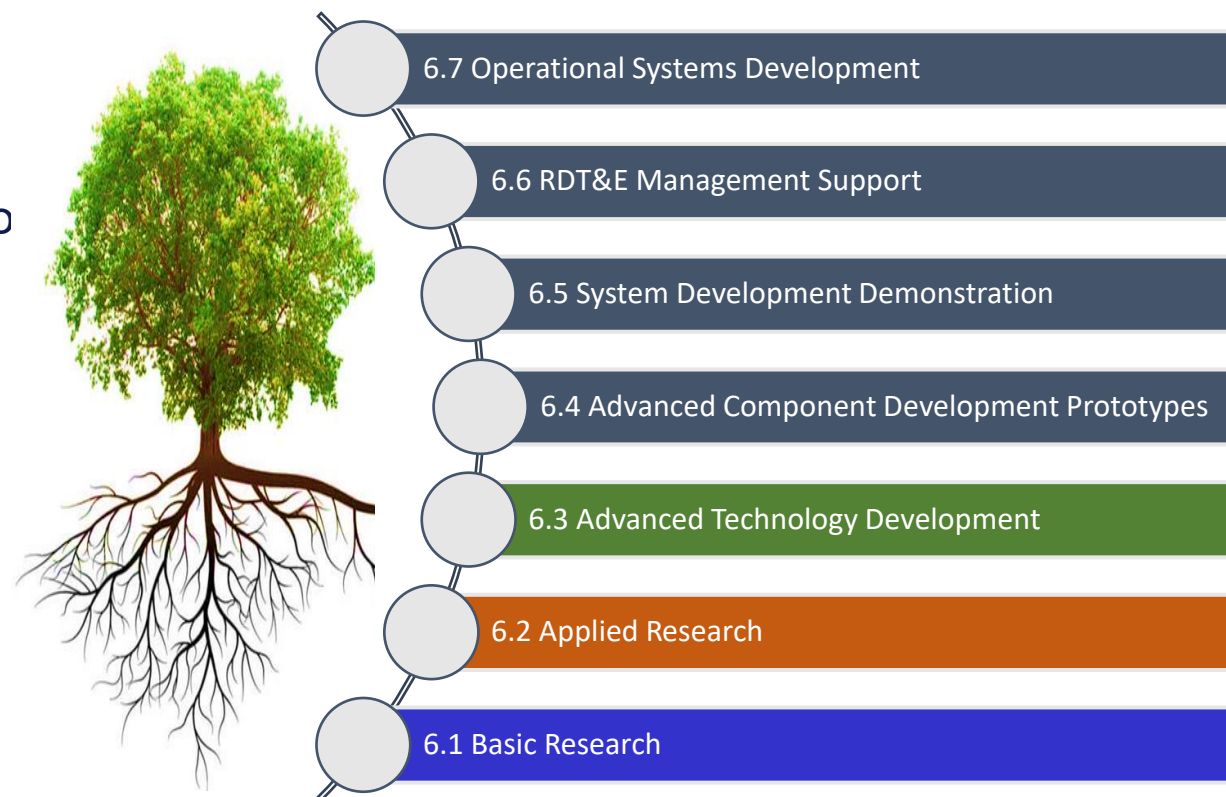 6.7 Operational Systems Development
6.6 RDT&E Management Support
6.5 System Development Demonstration
6.4 Advanced Component Development Prototypes
6.3 Advanced Technology Development
6.2 Applied Research
6.1 Basic Research